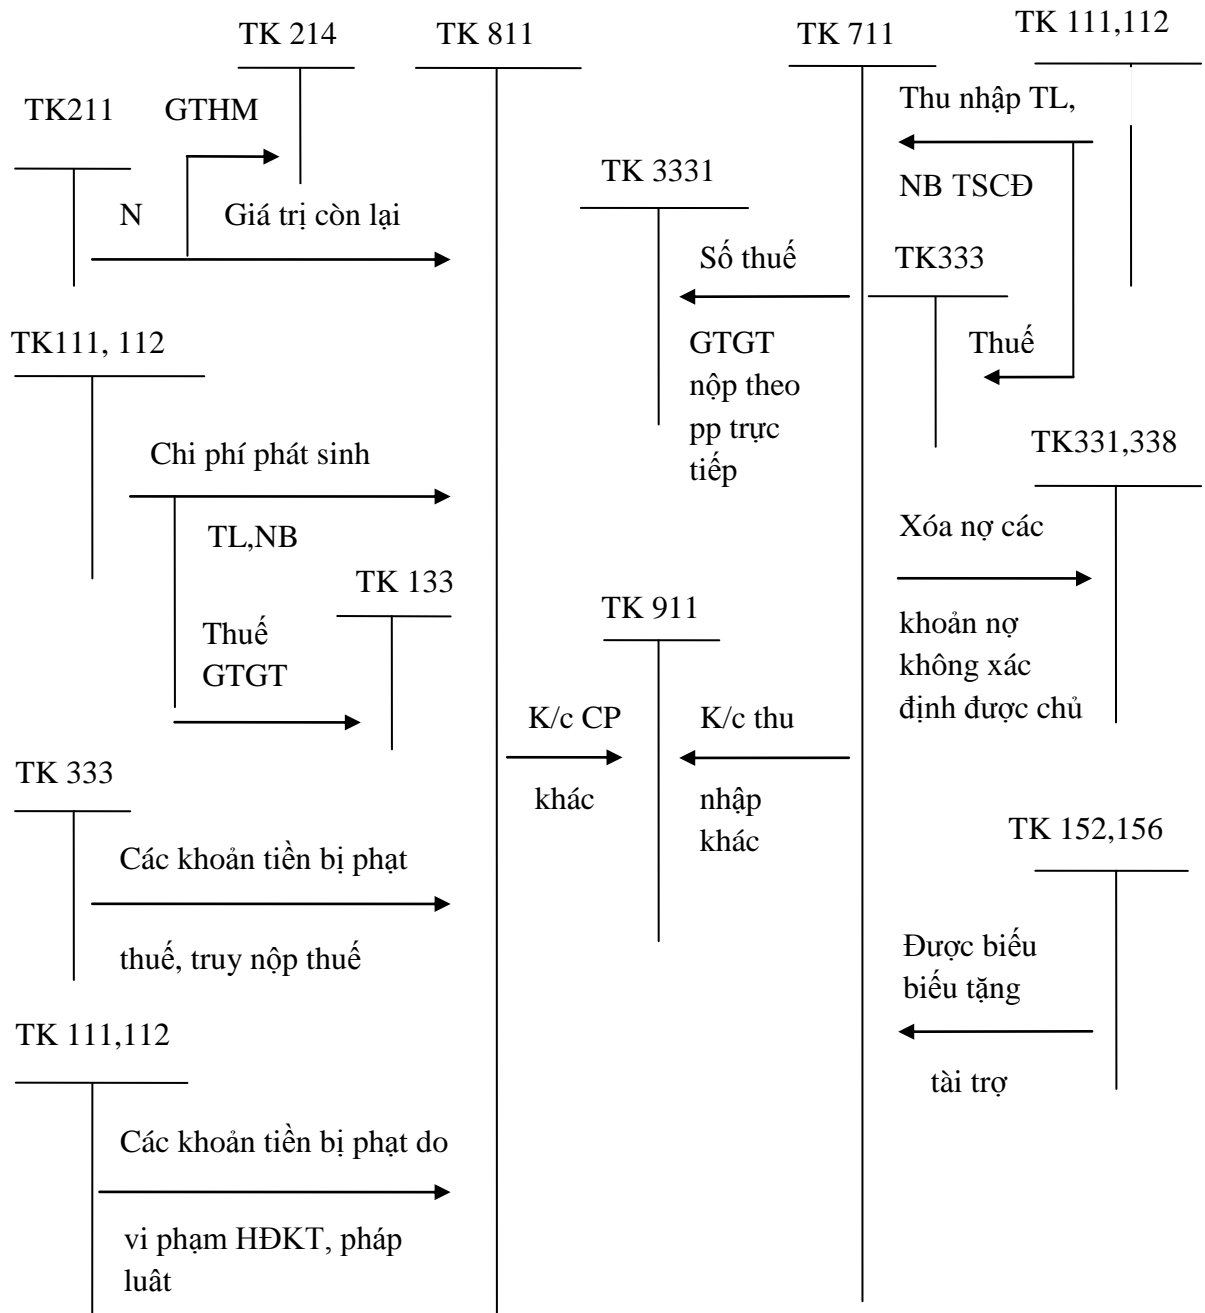 TK 214
TK 811
TK 711
TK 111,112
TK211
GTHM
Thu nhập TL,
NB TSCĐ
TK 3331
N
Giá trị còn lại
Số thuế
TK333
GTGT
nộp theo
pp trực
tiếp
Thuế
TK111, 112
Chi phí phát sinh
TL,NB
TK331,338
Xóa nợ các
khoản nợ
không xác
định được chủ
TK 133
Thuế
GTGT
TK 911
K/c CP
khác
K/c thu
nhập
khác
TK 333
Các khoản tiền bị phạt
thuế, truy nộp thuế
TK 152,156
Được biếu
biếu tặng
tài trợ
TK 111,112
Các khoản tiền bị phạt do
vi phạm HĐKT, pháp
luât